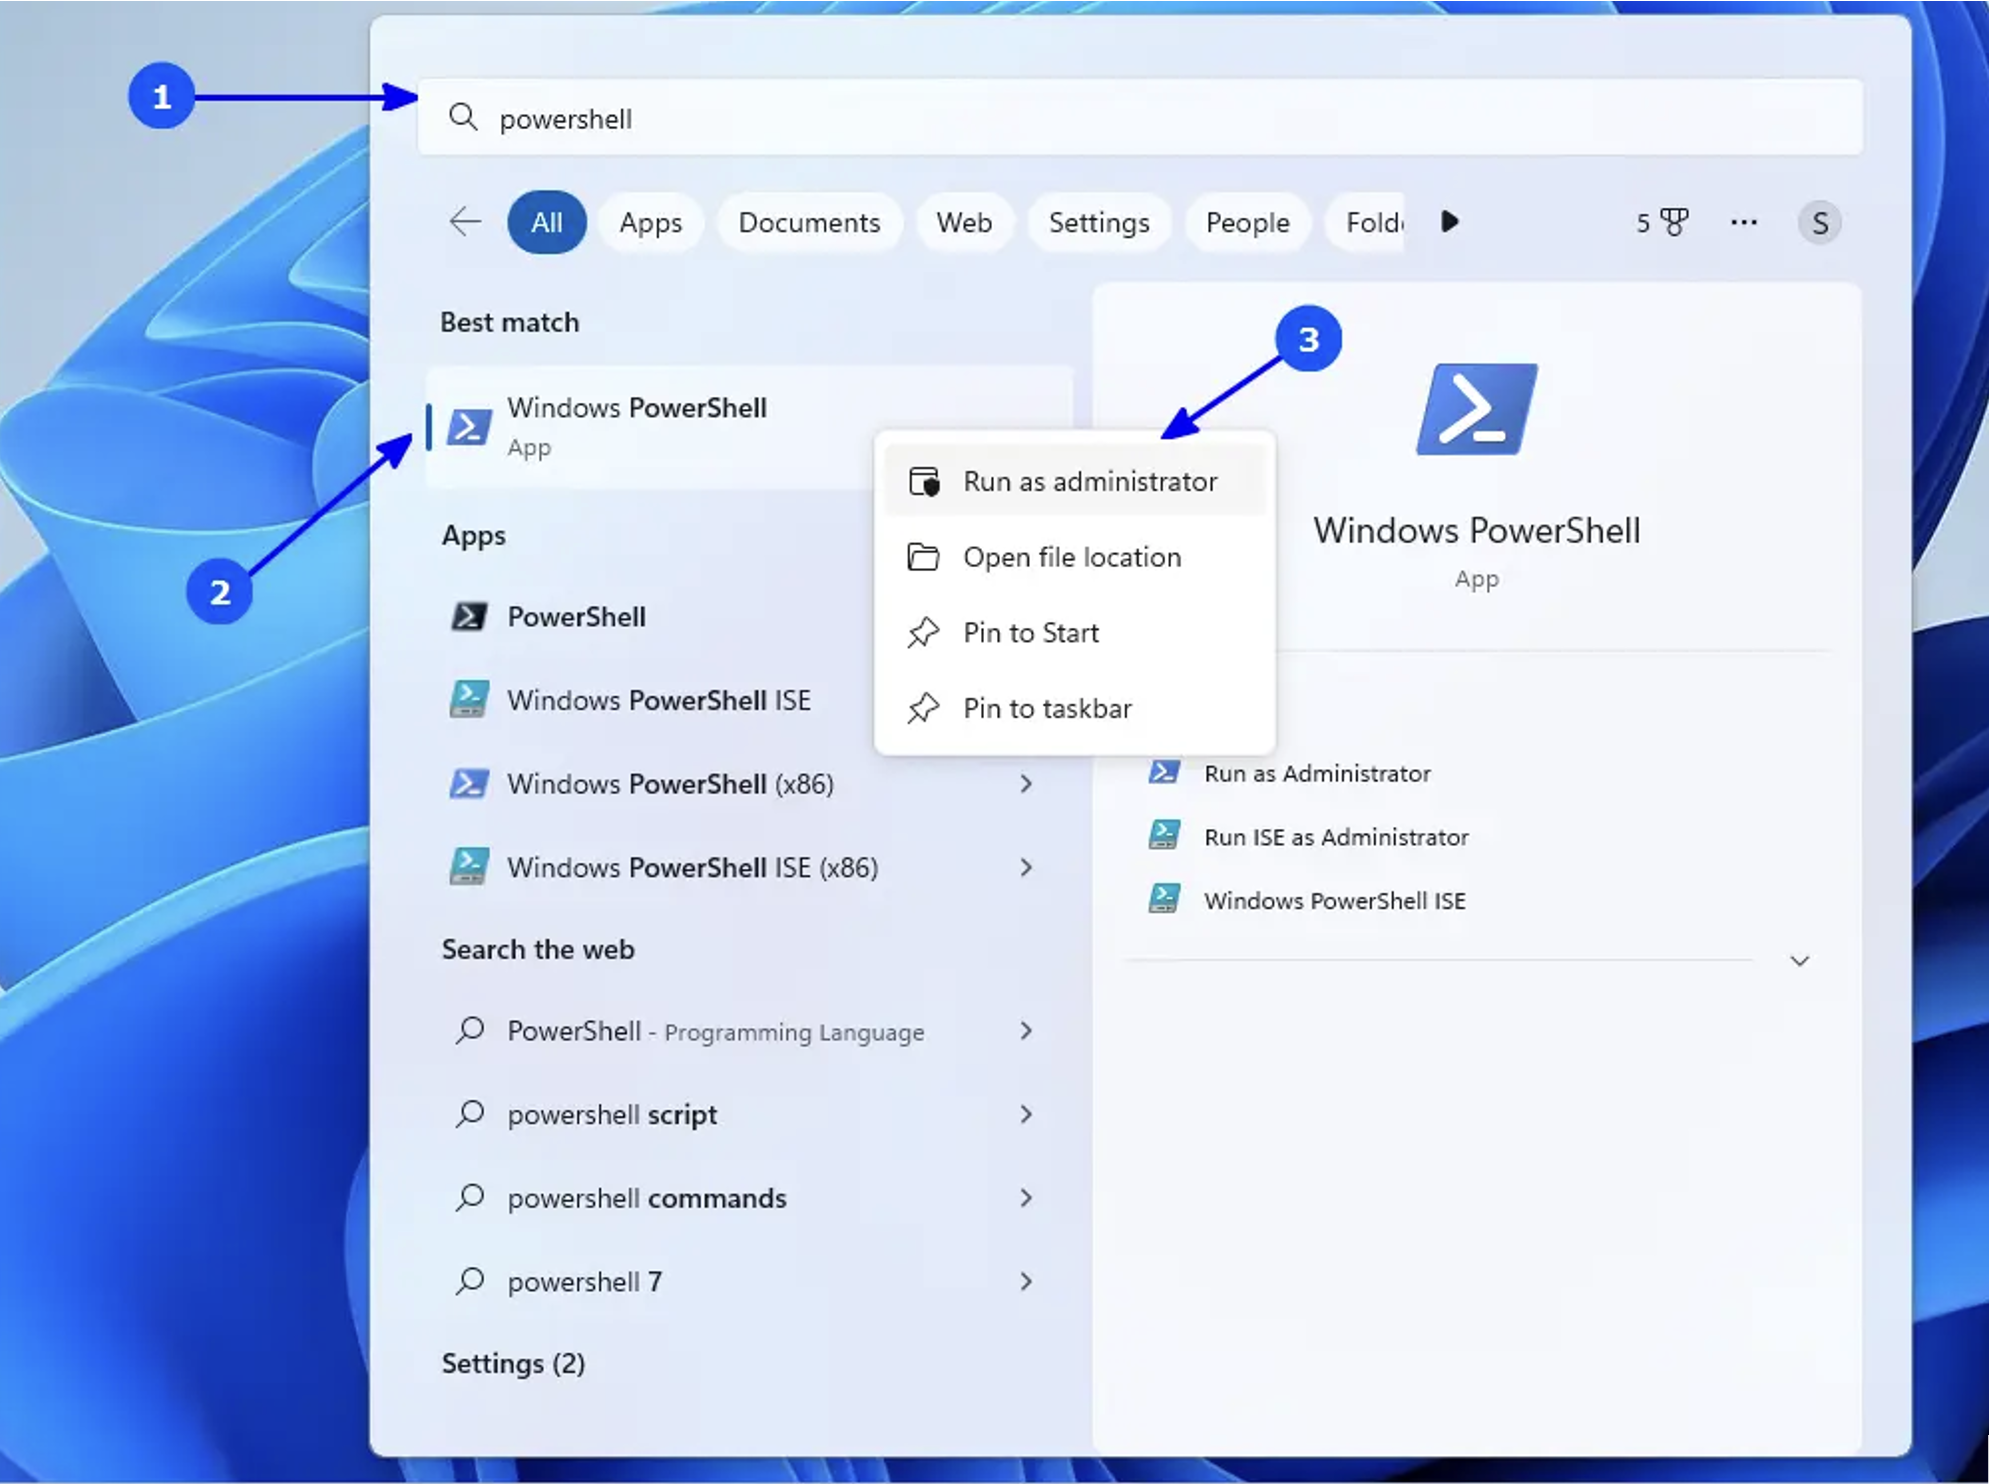 1
powershell
All Apps Documents Web Settings People Folde 5 ··· S
Best match
3
Windows PowerShell
App
Run as administrator
Open file location
Pin to Start
Pin to taskbar
2
Apps
PowerShell
Windows PowerShell ISE
Windows PowerShell (x86)
Windows PowerShell ISE (x86)
Search the web
PowerShell - Programming Language
powershell script
powershell commands
powershell 7
Settings (2)
Windows PowerShell
App
Run as Administrator
Run ISE as Administrator
Windows PowerShell ISE